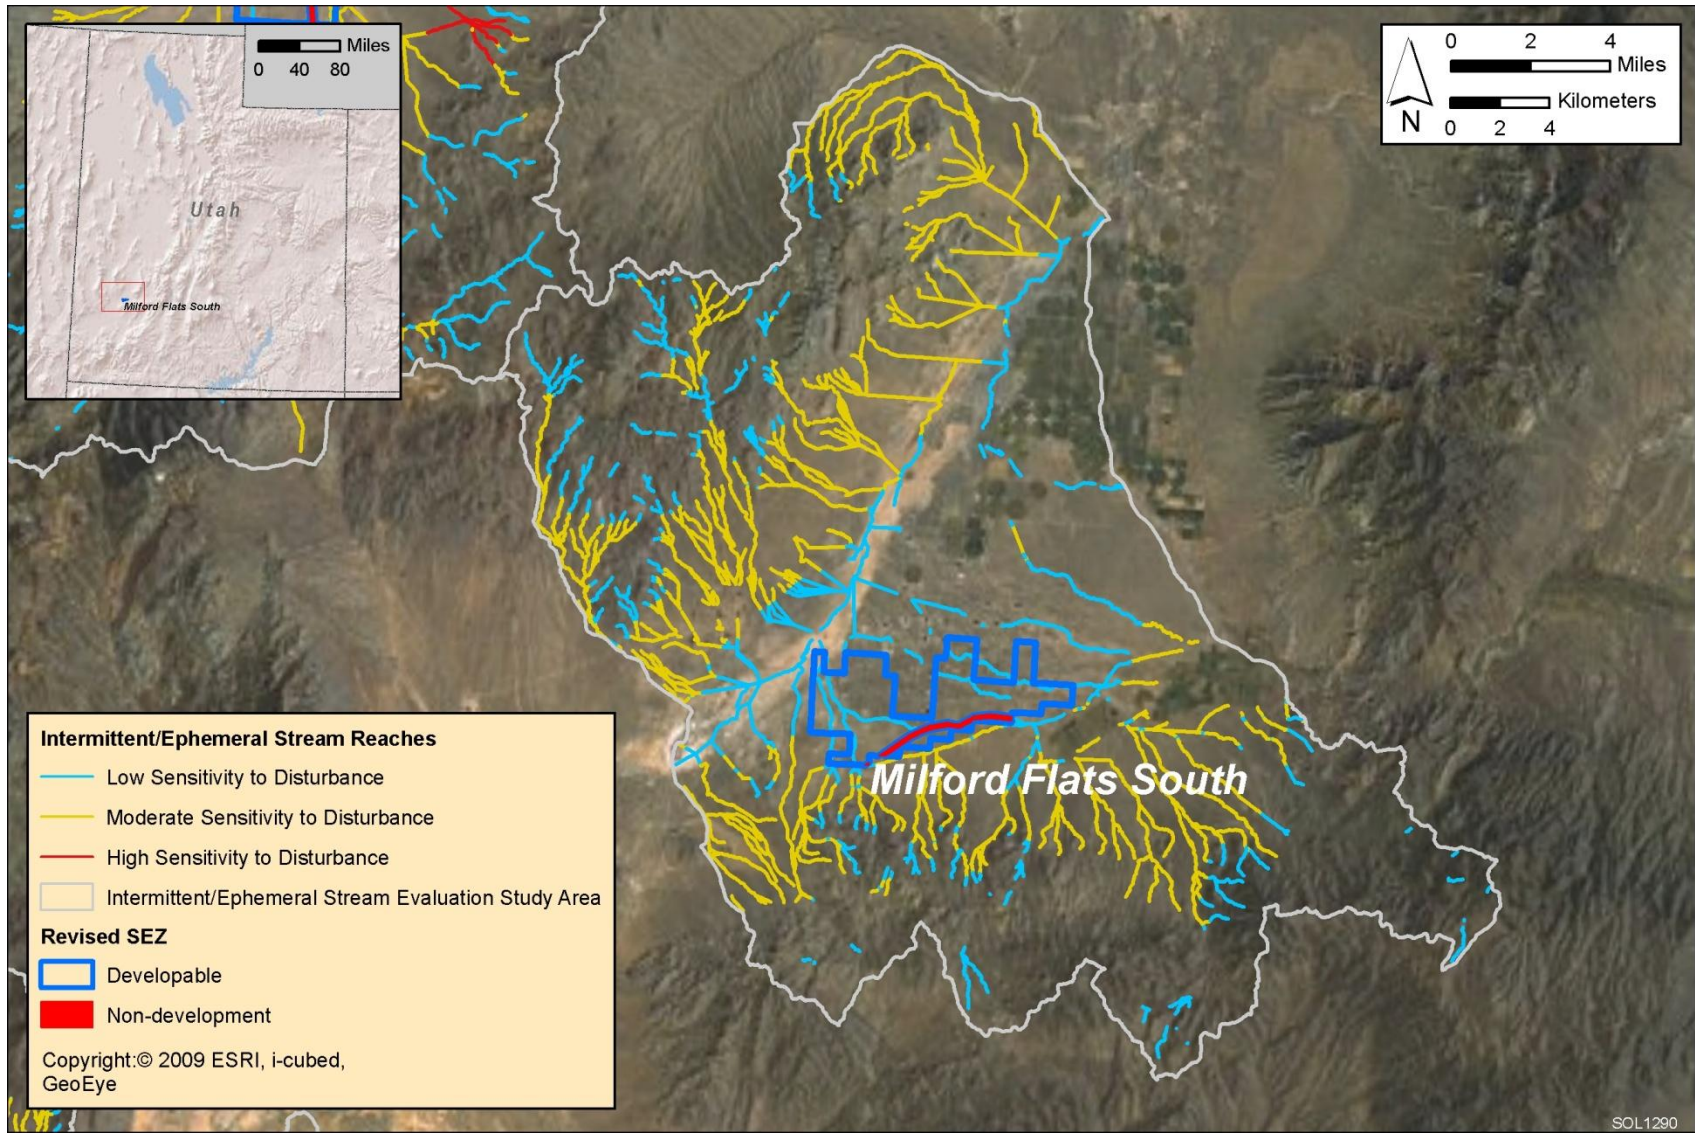 Miles
0 40 80
Utah
Milford Flats South
0 2 4
Miles
Kilometers
0 2 4
N
Milford Flats South
Intermittent/Ephemeral Stream Reaches
Low Sensitivity to Disturbance
Moderate Sensitivity to Disturbance
High Sensitivity to Disturbance
Intermittent/Ephemeral Stream Evaluation Study Area
Revised SEZ
Developable
Non-development
Copyright:© 2009 ESRI, i-cubed,
GeoEye
SOL1290